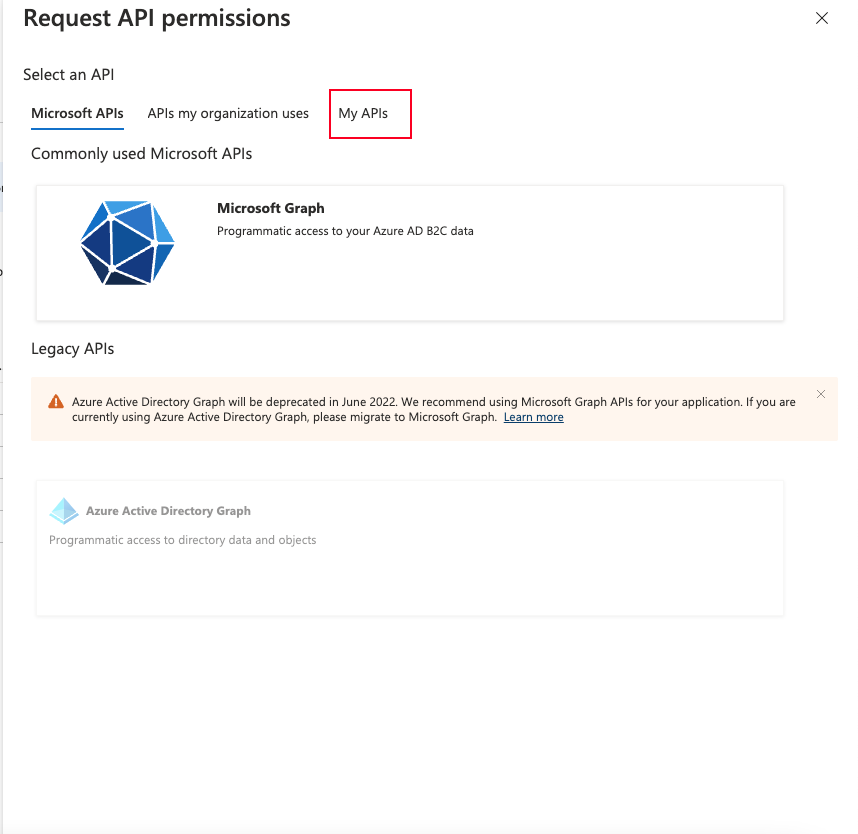 Request API permissions
Select an API
Microsoft APIs APIs my organization uses My APIs
Commonly used Microsoft APIs
Microsoft Graph
Programmatic access to your Azure AD B2C data
Legacy APIs
Azure Active Directory Graph will be deprecated in June 2022. We recommend using Microsoft Graph APIs for your application. If you are
currently using Azure Active Directory Graph, please migrate to Microsoft Graph. Learn more
Azure Active Directory Graph
Programmatic access to directory data and objects